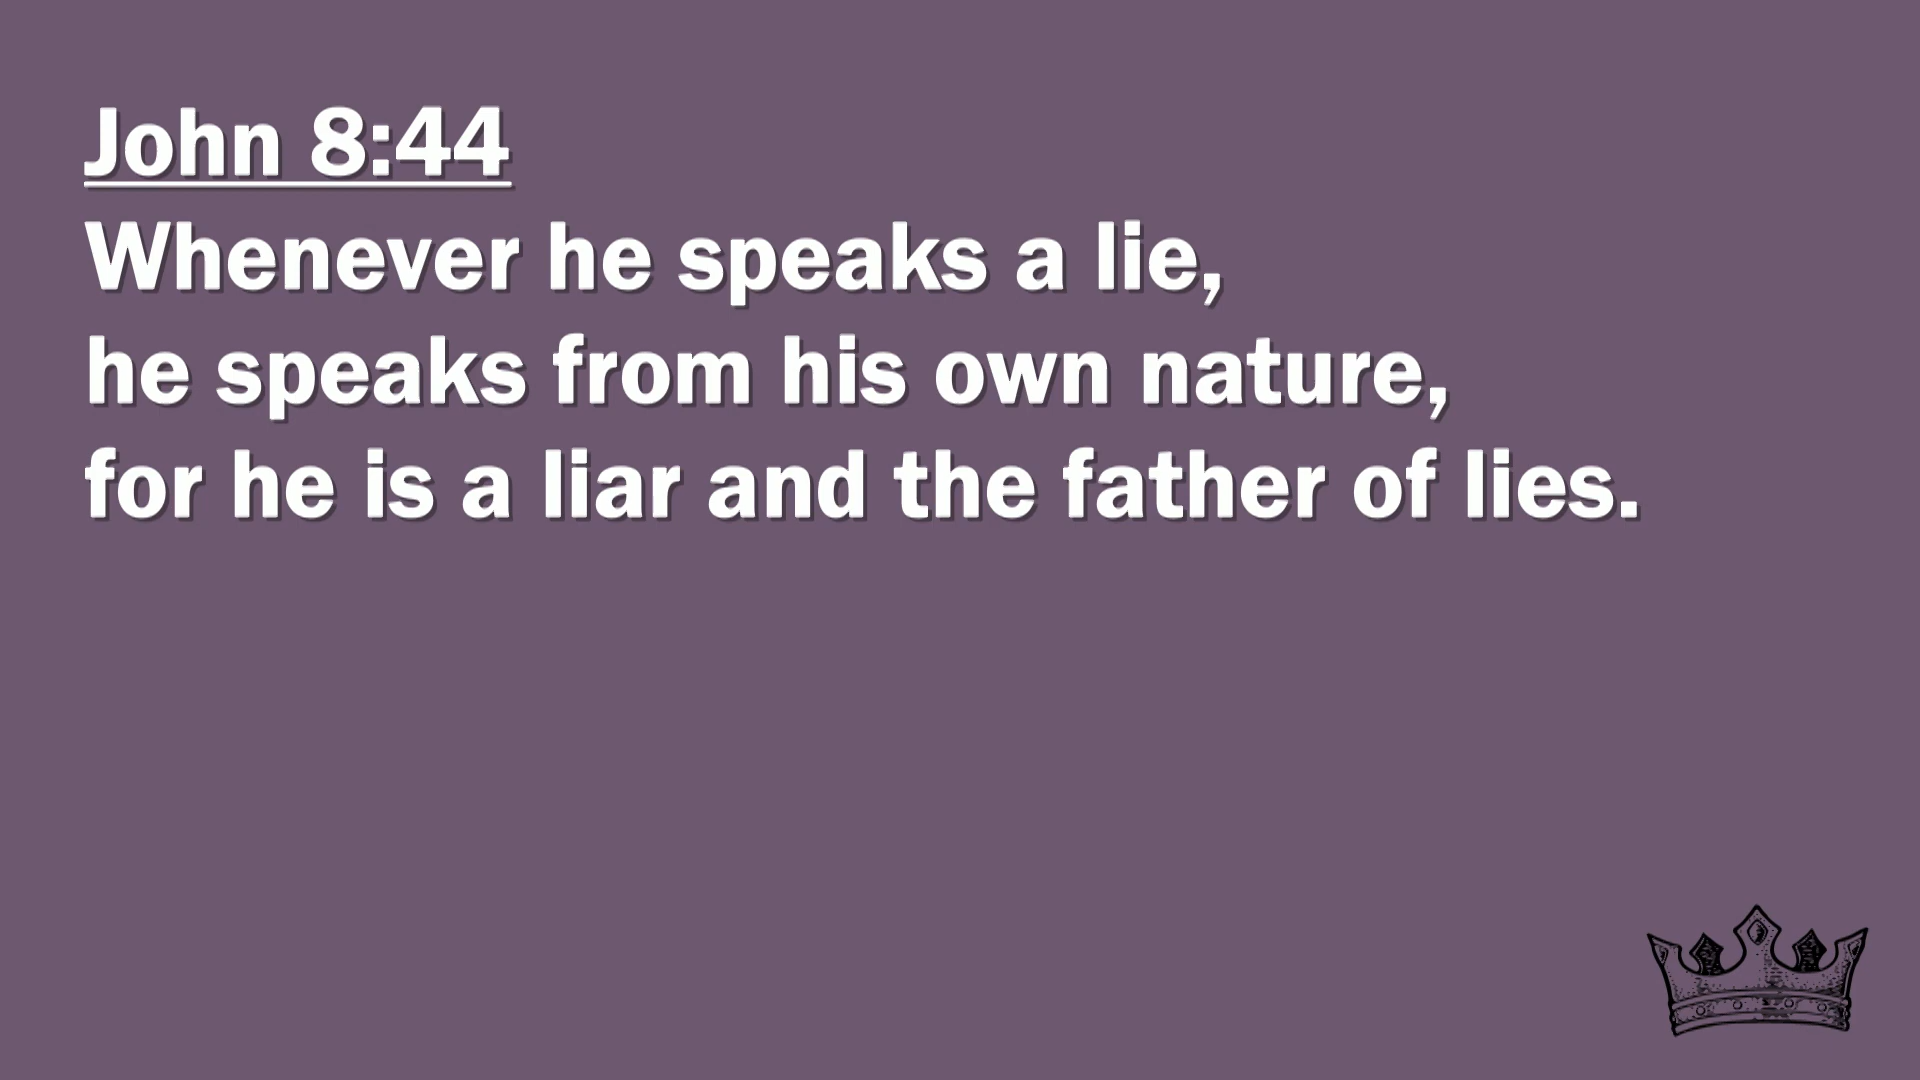 John 8:44
Whenever he speaks a lie,
he speaks from his own nature,
for he is a liar and the father of lies.